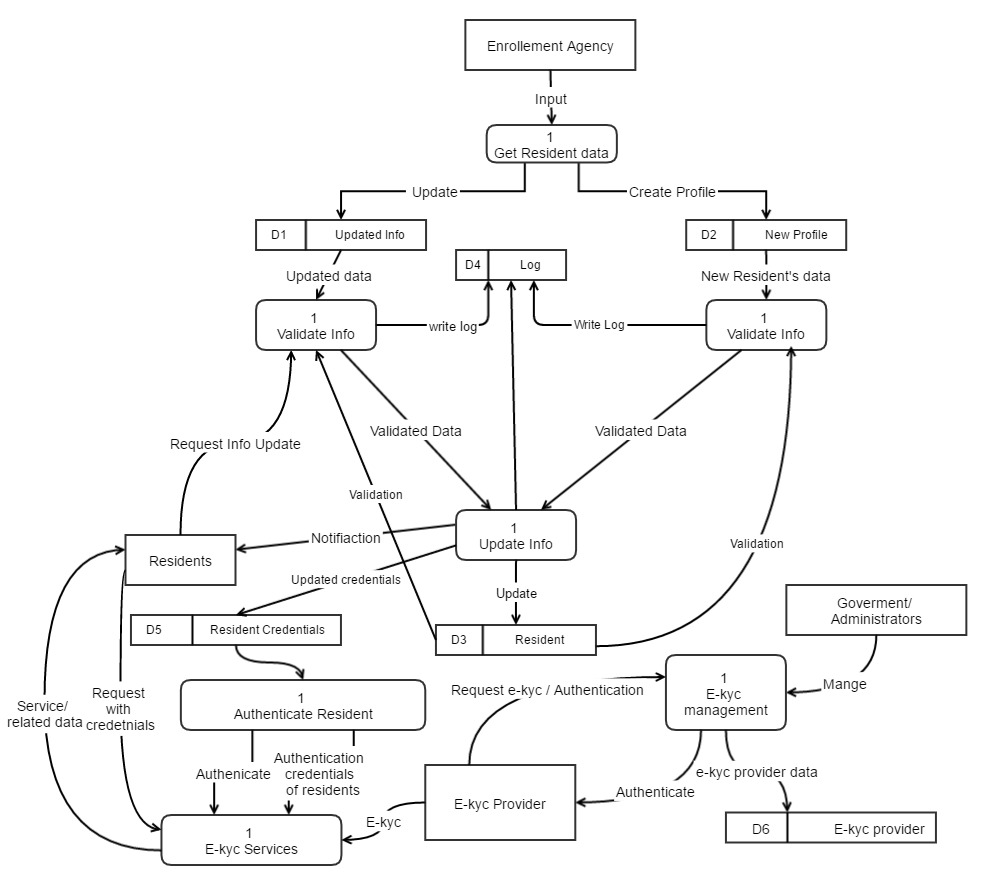 Enrollement Agency
Input
1
Get Resident data
Update
Create Profile
D1
Updated Info
D4
Log
D2
New Profile
Updated data
New Resident's data
1
Validate Info
write log
Write Log
1
Validate Info
Request Info Update
Validated Data
Validated Data
Validation
1
Update Info
Notifiaction
Validation
Residents
Updated credentials
Update
D5
Resident Credentials
D3
Resident
Goverment/
Administrators
1
Authenticate Resident
Request e-kyc / Authentication
1
E-kyc
management
Mange
Service/
related data
Request
with
credetnials
Authenicate
Authentication
credentials
of residents
e-kyc provider data
Authenticate
E-kyc Provider
E-kyc
1
E-kyc Services
D6
E-kyc provider